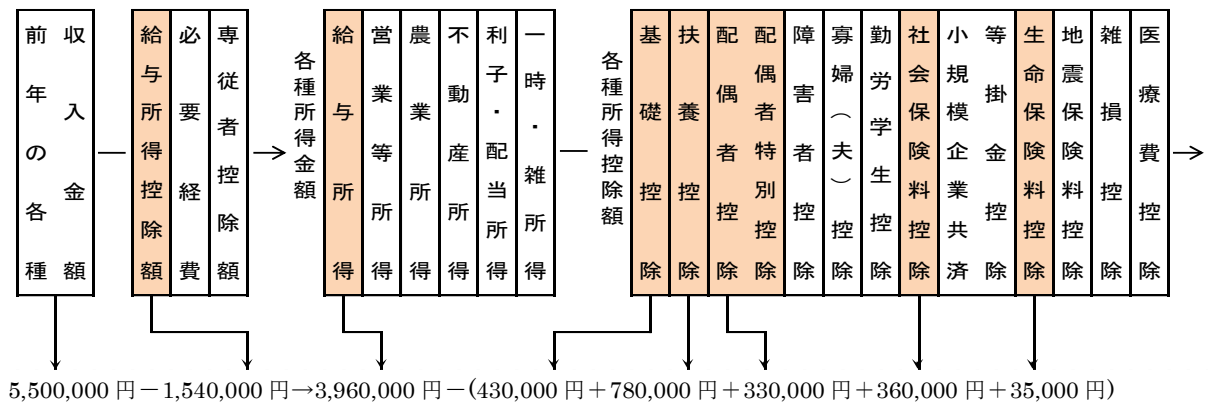 前年の各種
収入金額
給与所得控除額
必要経費
専従者控除額
各種所得金額
給与所得
営業等所得
農業所得
不動産所得
利子・配当所得
一時・雑所得
各種所得控除額
基礎控除
扶養控除
配偶者控除
配偶者特別控除
障害者控除
寡婦(夫)控除
勤労学生控除
社会保険料控除
小規模企業共済
等掛金控除
生命保険料控除
地震保険料控除
雑損控除
医療費控除
5,500,000 円-1,540,000 円→3,960,000 円-(430,000 円+780,000 円+330,000 円+360,000 円+35,000 円)